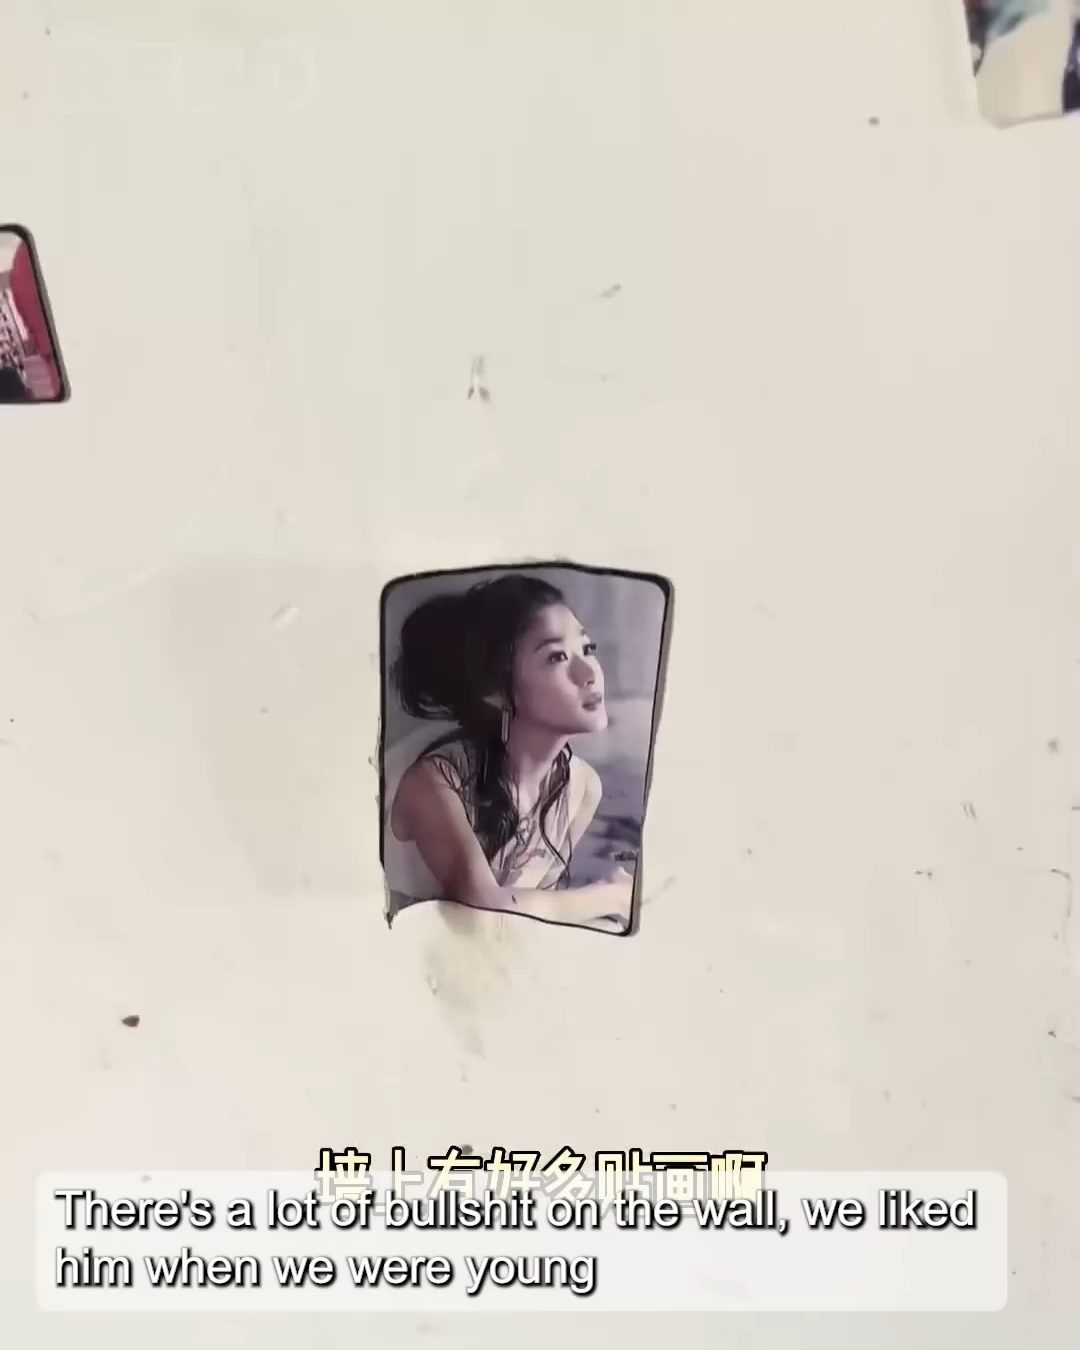 墙上有好多贴画啊
There's a lot of bullshit on the wall, we liked
him when we were young